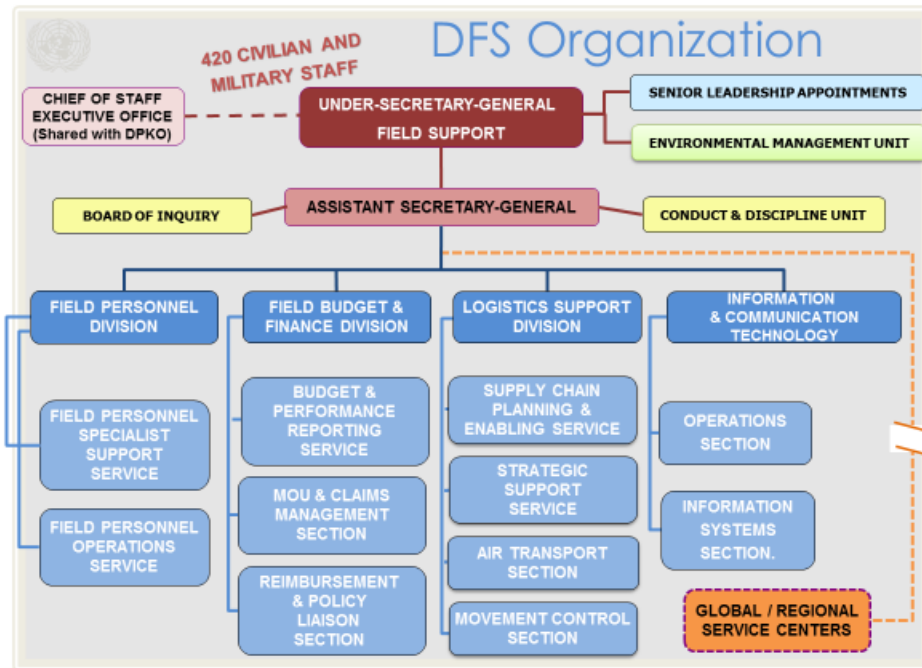 DFS Organization
420 CIVILIAN AND
MILITARY STAFF
CHIEF OF STAFF
EXECUTIVE OFFICE
(Shared with DPKO)
UNDER-SECRETARY-GENERAL
FIELD SUPPORT
SENIOR LEADERSHIP APPOINTMENTS
ENVIRONMENTAL MANAGEMENT UNIT
BOARD OF INQUIRY
ASSISTANT SECRETARY-GENERAL
CONDUCT & DISCIPLINE UNIT
FIELD PERSONNEL
DIVISION
FIELD BUDGET &
FINANCE DIVISION
LOGISTICS SUPPORT
DIVISION
INFORMATION
& COMMUNICATION
TECHNOLOGY
FIELD PERSONNEL
SPECIALIST
SUPPORT
SERVICE
FIELD PERSONNEL
OPERATIONS
SERVICE
BUDGET &
PERFORMANCE
REPORTING
SERVICE
MOU & CLAIMS
MANAGEMENT
SECTION
REIMBURSEMENT
& POLICY
LIAISON
SECTION
SUPPLY CHAIN
PLANNING &
ENABLING SERVICE
STRATEGIC
SUPPORT
SERVICE
AIR TRANSPORT
SECTION
MOVEMENT CONTROL
SECTION
OPERATIONS
SECTION
INFORMATION
SYSTEMS
SECTION.
GLOBAL / REGIONAL
SERVICE CENTERS